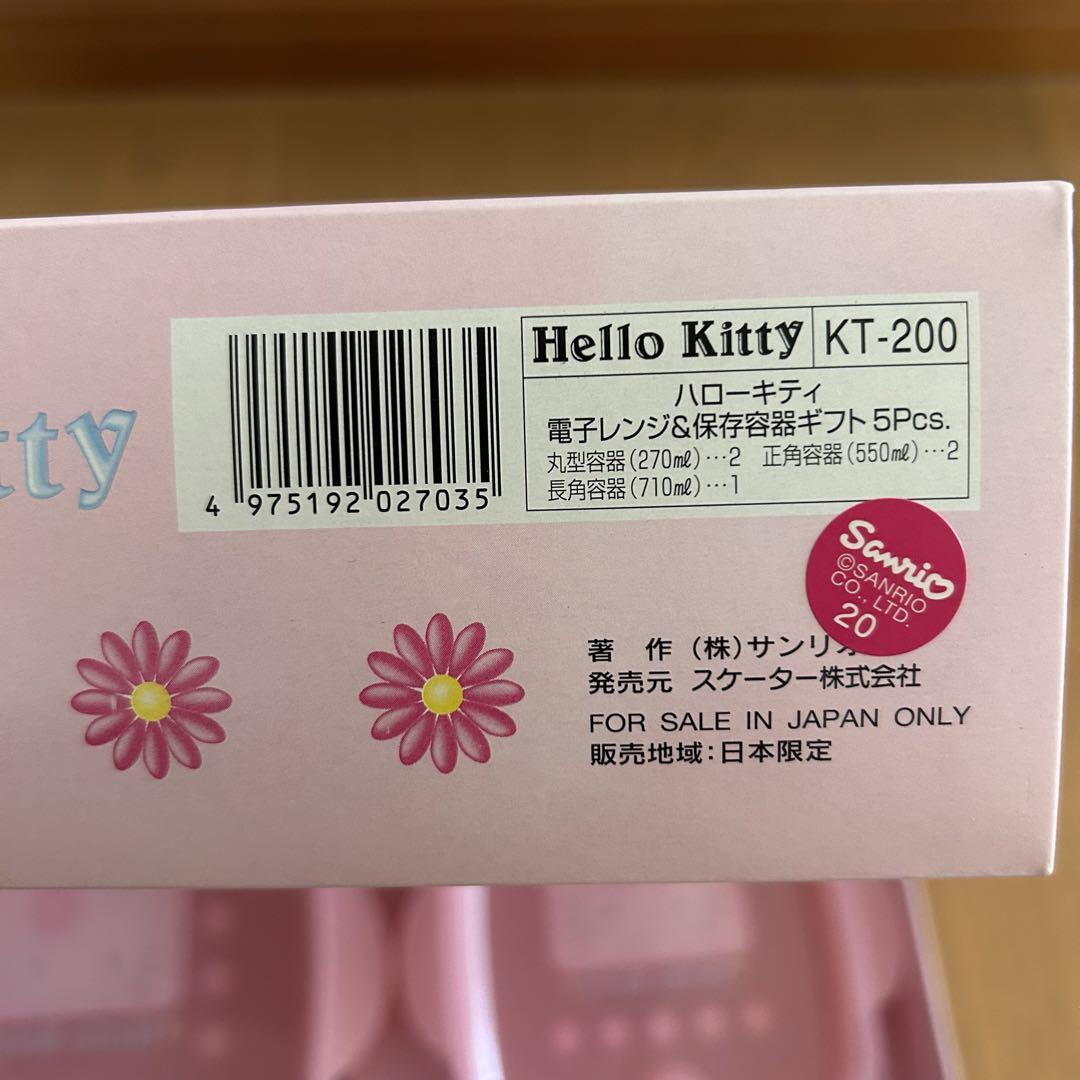 tty
4 975192 027035
Hello Kitty KT-200
ハローキティ
電子レンジ&保存容器ギフト 5Pcs.
丸型容器(270㎖)…2 正角容器(550㎖)…2
長角容器(710㎖)…1
Sanrio
©SANRIO
CO., LTD.
20
著 作 (株)サンリオ
発売元 スケーター株式会社
FOR SALE IN JAPAN ONLY
販売地域:日本限定